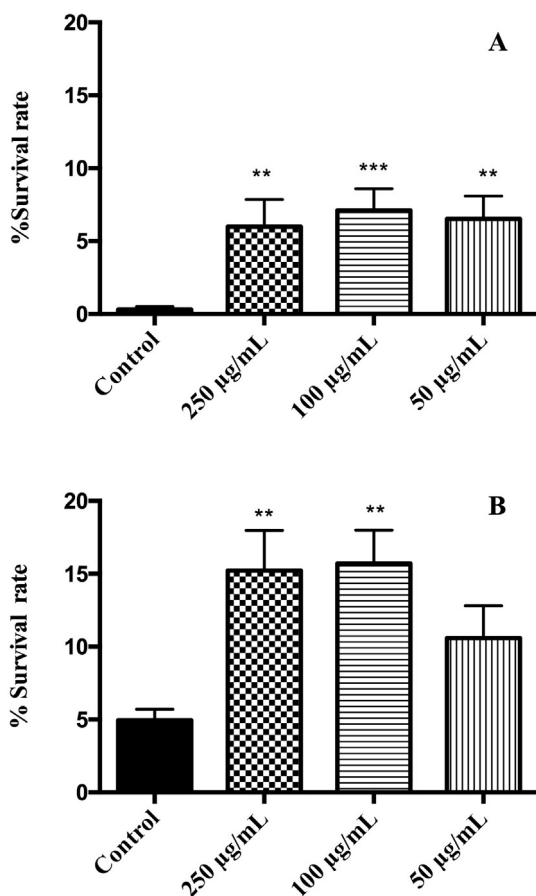 A
%Survival rate
20
15
10
5
0
**
***
**
Control
250 µg/mL
100 µg/mL
50 µg/mL
B
% Survival rate
20
15
10
5
0
**
**
Control
250 µg/mL
100 µg/mL
50 µg/mL